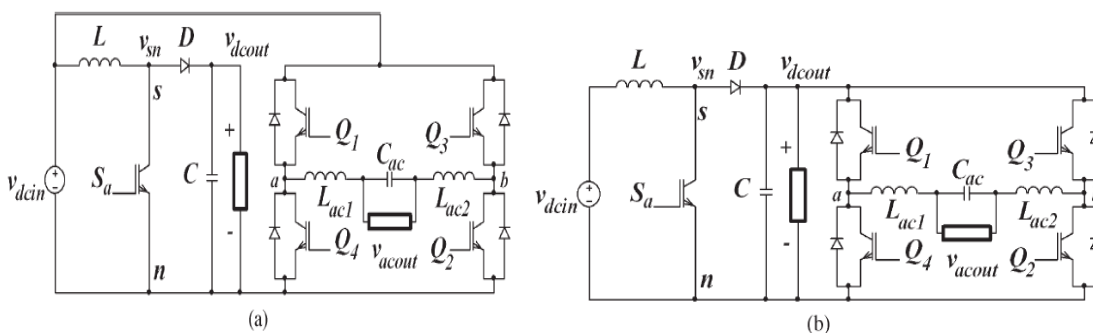 (a)
L
v_sn
D
v_dcout
s
+
Q_1
Q_3
C_ac
a
b
v_dcin
S_a
C
L_ac1
L_ac2
-
Q_4
v_acout
Q_2
n
(a)
L
v_sn
D
v_dcout
s
+
Q_1
Q_3
C_ac
a
v_dcin
S_a
C
L_ac1
L_ac2
-
Q_4
v_acout
Q_2
n
(b)